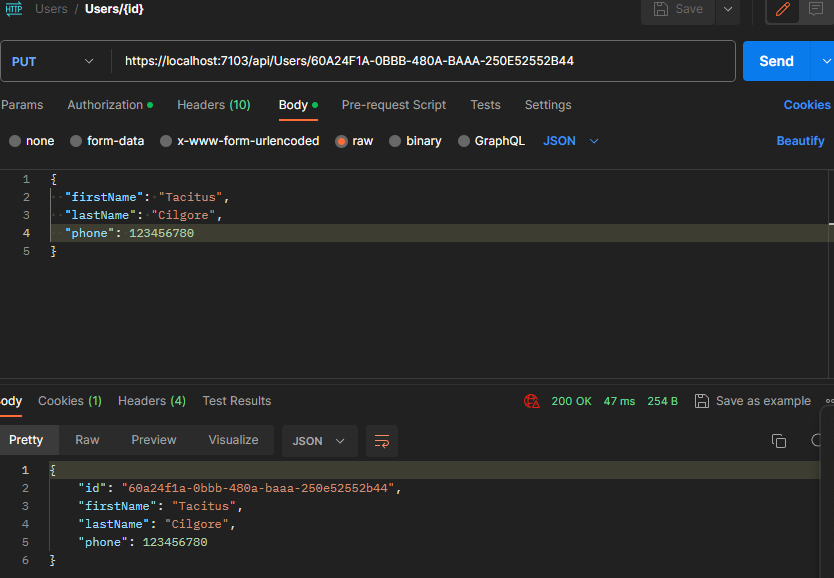 HTTP Users / Users/{id} Save
PUT https://localhost:7103/api/Users/60A24F1A-0BBB-480A-BAAA-250E52552B44 Send
Params Authorization Headers (10) Body Pre-request Script Tests Settings Cookies
none form-data x-www-form-urlencoded raw binary GraphQL JSON Beautify
1 {
2 "firstName": "Tacitus",
3 "lastName": "Cilgore",
4 "phone": 123456780
5 }
ody Cookies (1) Headers (4) Test Results 200 OK 47 ms 254 B Save as example
Pretty Raw Preview Visualize JSON
1 {
2 "id": "60a24f1a-0bbb-480a-baaa-250e52552b44",
3 "firstName": "Tacitus",
4 "lastName": "Cilgore",
5 "phone": 123456780
6 }